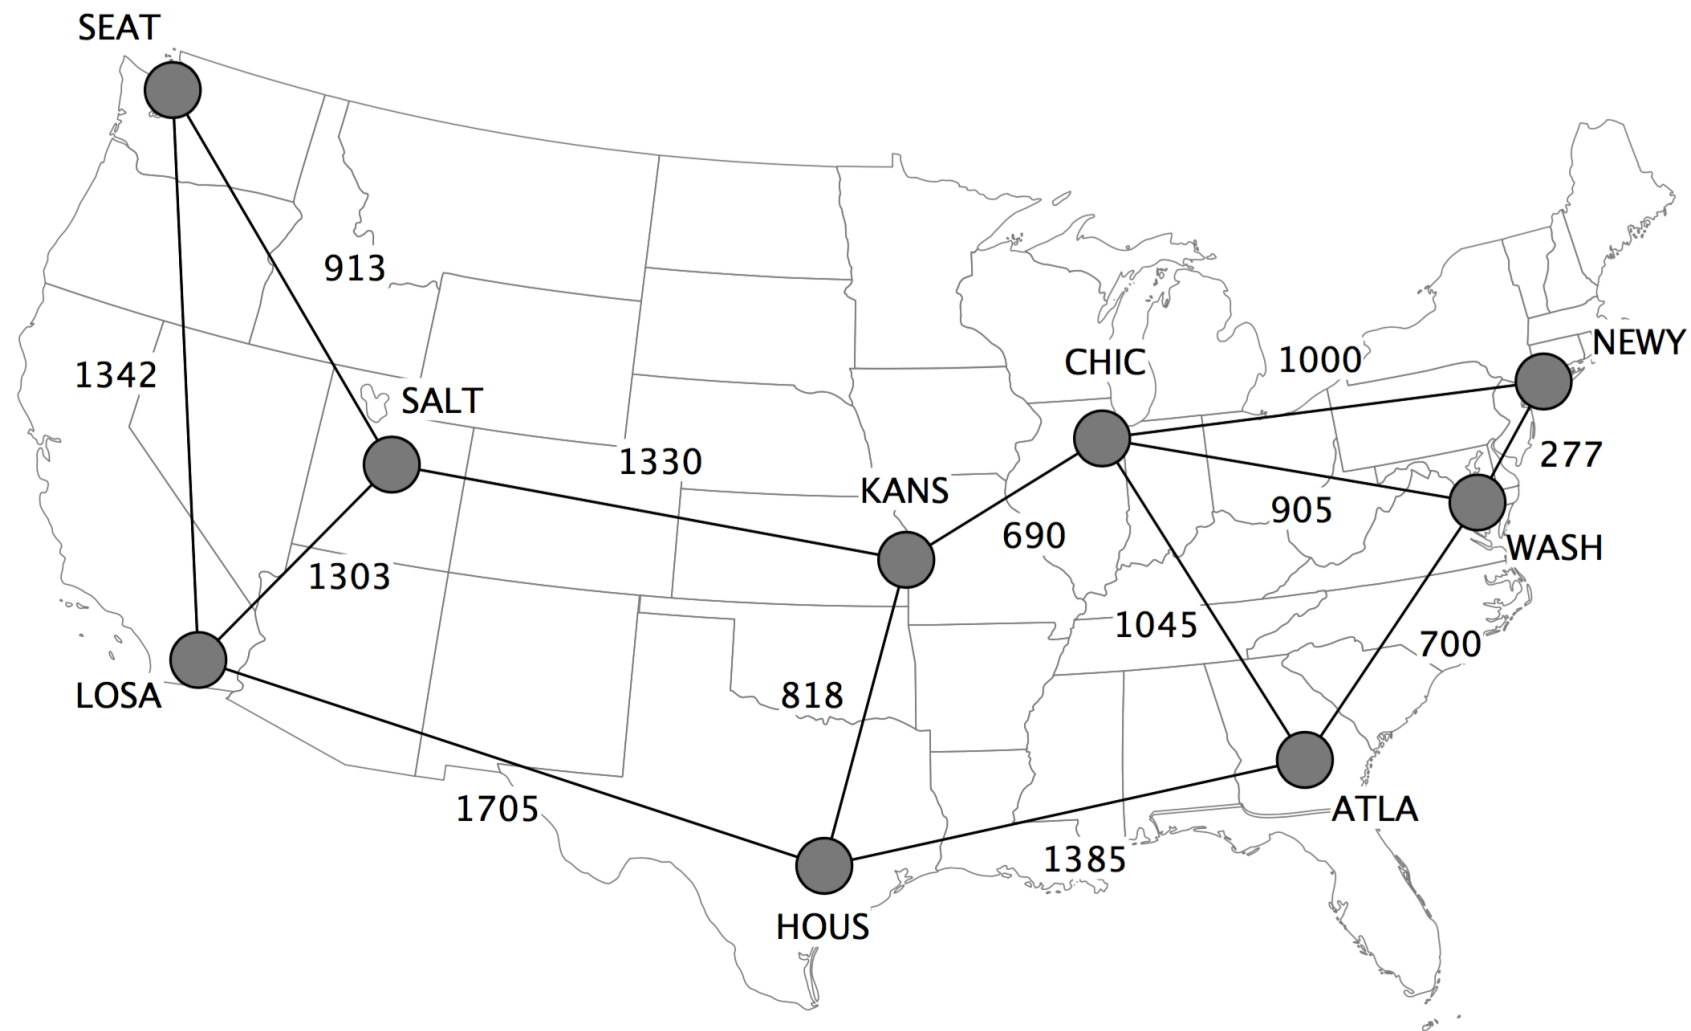 SEAT
913
NEWY
CHIC
1000
1342
SALT
277
1330
KANS
905
690
WASH
1303
1045
700
818
LOSA
1705
ATLA
1385
HOUS